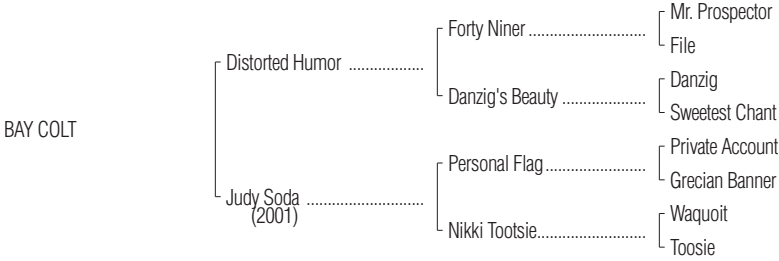 Mr. Prospector
Forty Niner ............................
File
Distorted Humor ..................
Danzig
Danzig's Beauty ....................
Sweetest Chant
BAY COLT
Private Account
Personal Flag........................
Grecian Banner
Judy Soda ............................
(2001)
Waquoit
Nikki Tootsie..........................
Toosie